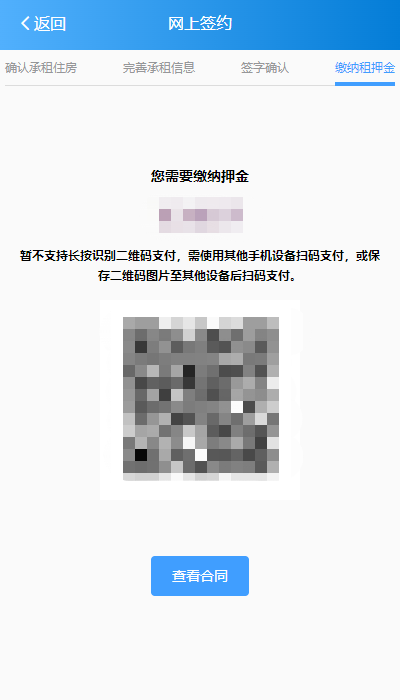 返回
网上签约
确认承租住房
完善承租信息
签字确认
缴纳租押金
您需要缴纳押金
暂不支持长按识别二维码支付，需使用其他手机设备扫码支付，或保
存二维码图片至其他设备后扫码支付。
查看合同